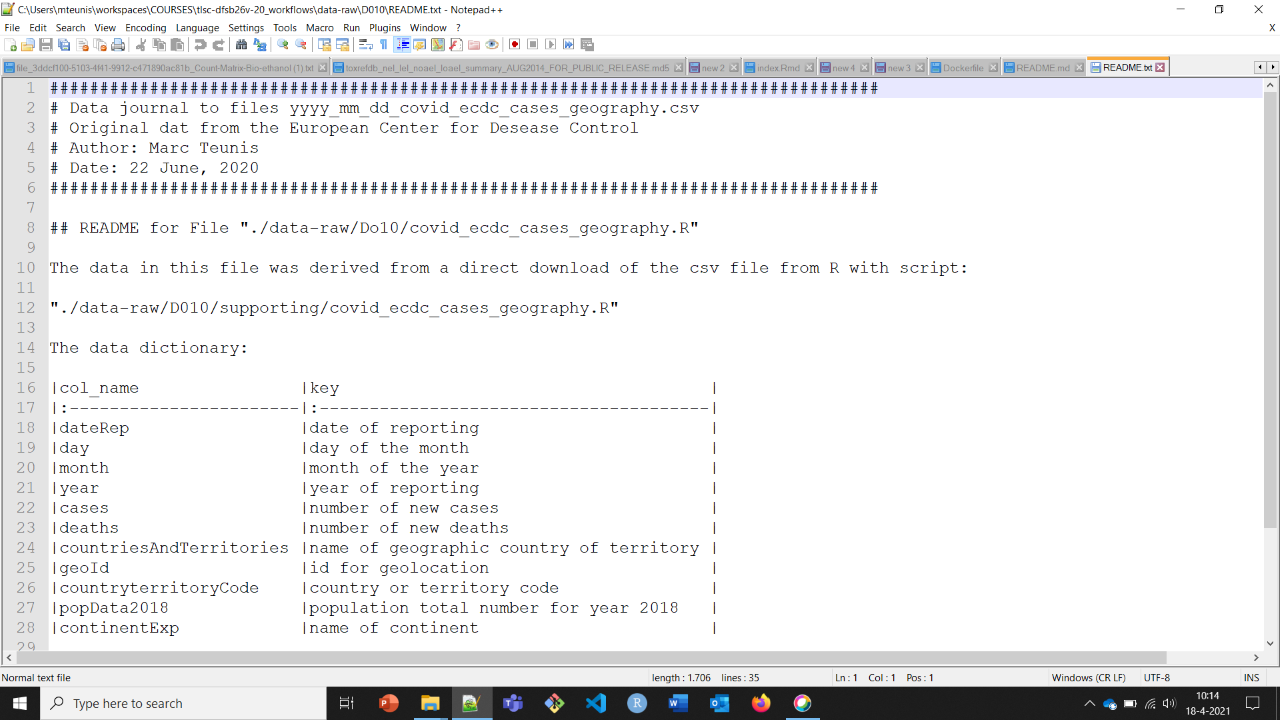 C:\Users\mteunis\workspaces\COURSES\tlsc-dfsb26v-20_workflows\data-raw\D010\README.txt - Notepad++
File Edit Search View Encoding Language Settings Tools Macro Run Plugins Window ? X
file_3ddcf100-5103-4f41-9912-c471890ac81b_Count-Matrix-Bio-ethanol (1).txt toxrefdb_nel_lel_noael_loael_summary_AUG2014_FOR_PUBLIC_RELEASE.md5 new 2 index.Rmd new 4 new 3 Dockerfile README.md README.txt
1 ###################################################################################
2 # Data journal to files yyyy_mm_dd_covid_ecdc_cases_geography.csv
3 # Original dat from the European Center for Desease Control
4 # Author: Marc Teunis
5 # Date: 22 June, 2020
6 ###################################################################################
7
8 ## README for File "./data-raw/Do10/covid_ecdc_cases_geography.R"
9
10 The data in this file was derived from a direct download of the csv file from R with script:
11
12 "./data-raw/D010/supporting/covid_ecdc_cases_geography.R"
13
14 The data dictionary:
15
16 |col_name                |key                                     |
17 |:-----------------------|:---------------------------------------|
18 |dateRep                 |date of reporting                       |
19 |day                     |day of the month                        |
20 |month                   |month of the year                       |
21 |year                    |year of reporting                       |
22 |cases                   |number of new cases                     |
23 |deaths                  |number of new deaths                    |
24 |countriesAndTerritories |name of geographic country of territory |
25 |geoId                   |id for geolocation                      |
26 |countryterritoryCode    |country or territory code               |
27 |popData2018             |population total number for year 2018   |
28 |continentExp            |name of continent                       |
29
Normal text file length : 1.706 lines : 35 Ln : 1 Col : 1 Pos : 1 Windows (CR LF) UTF-8 INS
Type here to search
10:14
18-4-2021